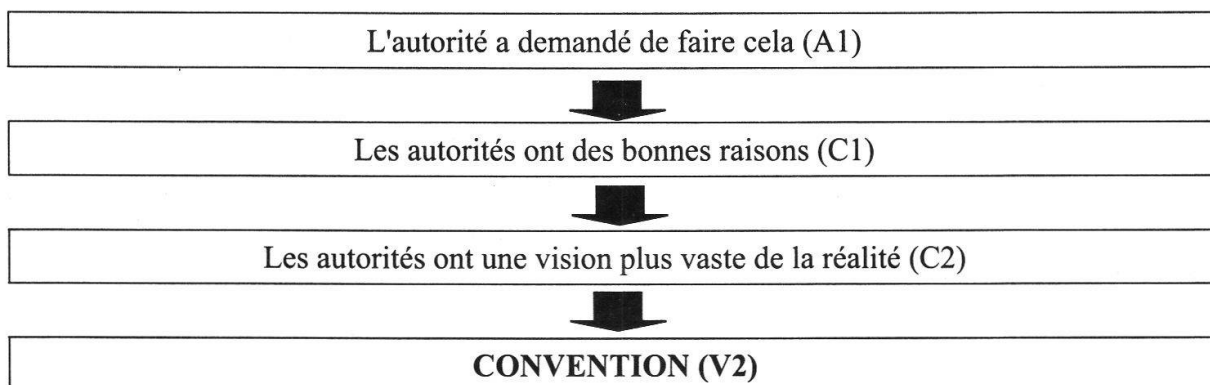 L'autorité a demandé de faire cela (A1)
Les autorités ont des bonnes raisons (C1)
Les autorités ont une vision plus vaste de la réalité (C2)
CONVENTION (V2)